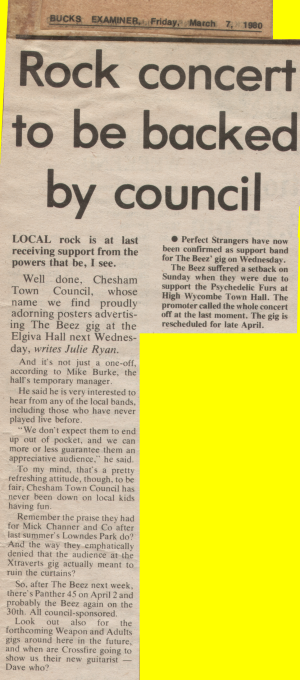 BUCKS EXAMINER, Friday, March 7, 1980
Rock concert
to be backed
by council
LOCAL rock is at last
receiving support from the
powers that be, I see.
Well done, Chesham
Town Council, whose
name we find proudly
adorning posters advertis-
ing The Beez gig at the
Elgiva Hall next Wednes-
day, writes Julie Ryan.
And it's not just a one-off,
according to Mike Burke, the
hall's temporary manager.
He said he is very interested to
hear from any of the local bands,
including those who have never
played live before.
"We don't expect them to end
up out of pocket, and we can
more or less guarantee them an
appreciative audience," he said.
To my mind, that's a pretty
refreshing attitude, though, to be
fair, Chesham Town Council has
never been down on local kids
having fun.
Remember the praise they had
for Mick Channer and Co after
last summer's Lowndes Park do?
And the way they emphatically
denied that the audience at the
Xtraverts gig actually meant to
ruin the curtains?
So, after The Beez next week,
there's Panther 45 on April 2 and
probably the Beez again on the
30th. All council-sponsored.
Look out also for the
forthcoming Weapon and Adults
gigs around here in the future,
and when are Crossfire going to
show us their new guitarist —
Dave who?
● Perfect Strangers have now
been confirmed as support band
for The Beez' gig on Wednesday.
The Beez suffered a setback on
Sunday when they were due to
support the Psychedelic Furs at
High Wycombe Town Hall. The
promoter called the whole concert
off at the last moment. The gig is
rescheduled for late April.